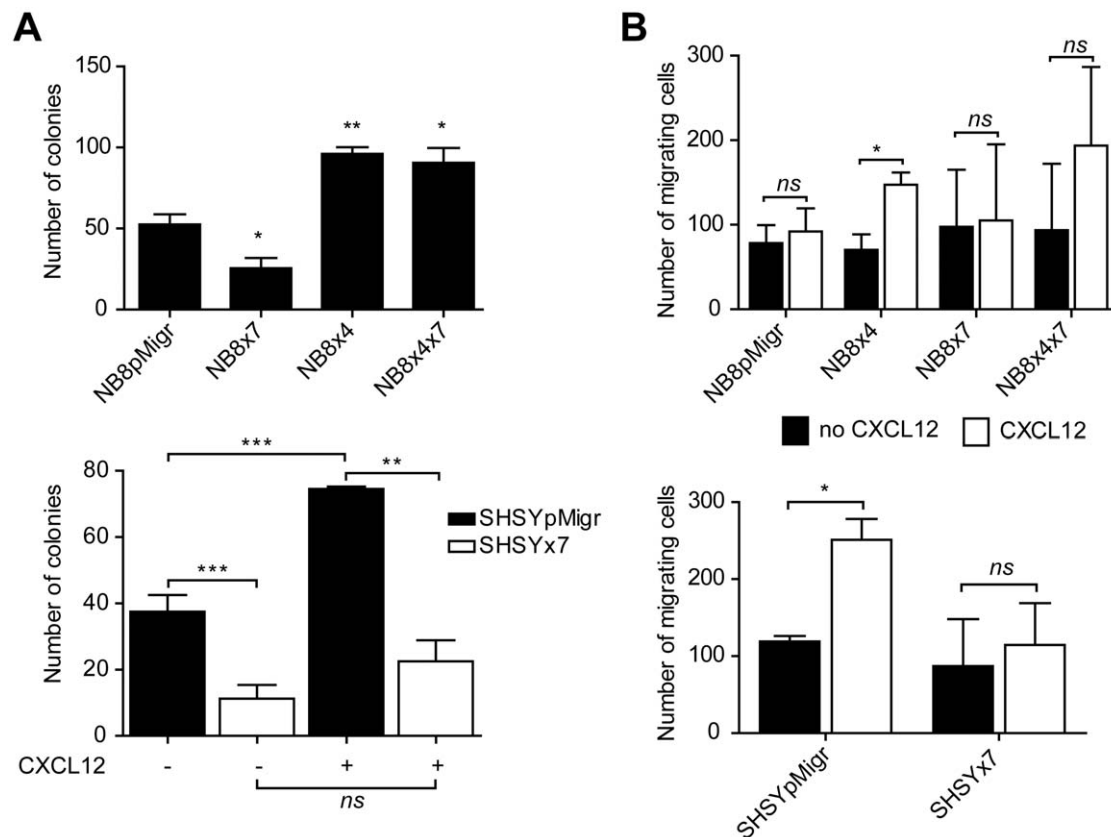 A
Number of colonies
150
100
50
0
*
**
*
NB8pMigr
NB8x7
NB8x4
NB8x4x7
B
Number of migrating cells
300
200
100
0
ns
*
ns
ns
NB8pMigr
NB8x4
NB8x7
NB8x4x7
no CXCL12
CXCL12
Number of colonies
80
60
40
20
0
***
***
**
SHSYpMigr
SHSYx7
CXCL12 - - + +
ns
Number of migrating cells
300
200
100
0
*
ns
SHSYpMigr
SHSYx7